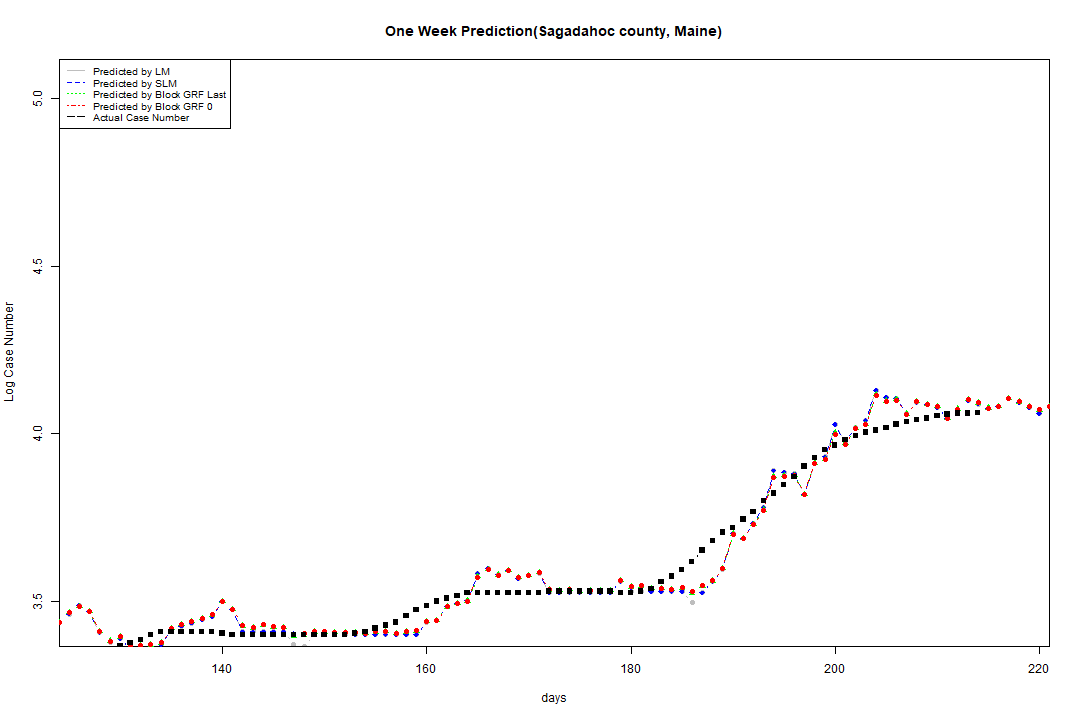 One Week Prediction(Sagadahoc county, Maine)
Predicted by LM
Predicted by SLM
Predicted by Block GRF Last
Predicted by Block GRF 0
Actual Case Number
5.0
4.5
4.0
3.5
Log Case Number
140 160 180 200 220
days